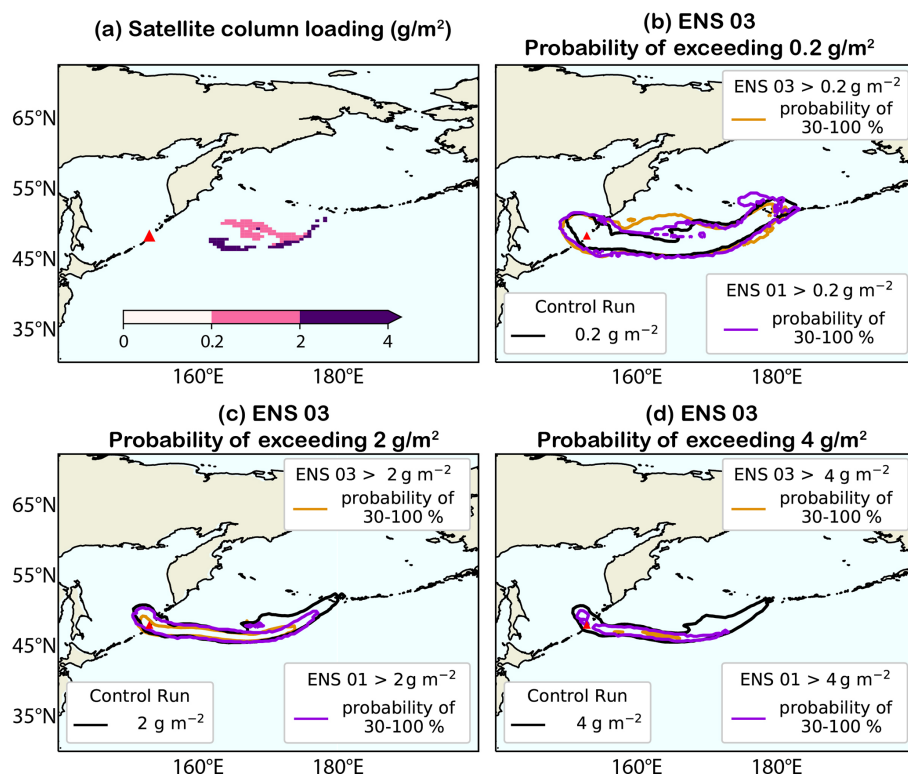 (a) Satellite column loading (g/m²)
65°N
55°N
45°N
35°N
0 0.2 2 4
160°E 180°E
(b) ENS 03
Probability of exceeding 0.2 g/m²
ENS 03 > 0.2 g m⁻²
probability of
30-100 %
Control Run
0.2 g m⁻²
ENS 01 > 0.2 g m⁻²
probability of
30-100 %
160°E 180°E
(c) ENS 03
Probability of exceeding 2 g/m²
65°N
55°N
45°N
35°N
ENS 03 > 2 g m⁻²
probability of
30-100 %
Control Run
2 g m⁻²
ENS 01 > 2 g m⁻²
probability of
30-100 %
160°E 180°E
(d) ENS 03
Probability of exceeding 4 g/m²
ENS 03 > 4 g m⁻²
probability of
30-100 %
Control Run
4 g m⁻²
ENS 01 > 4 g m⁻²
probability of
30-100 %
160°E 180°E